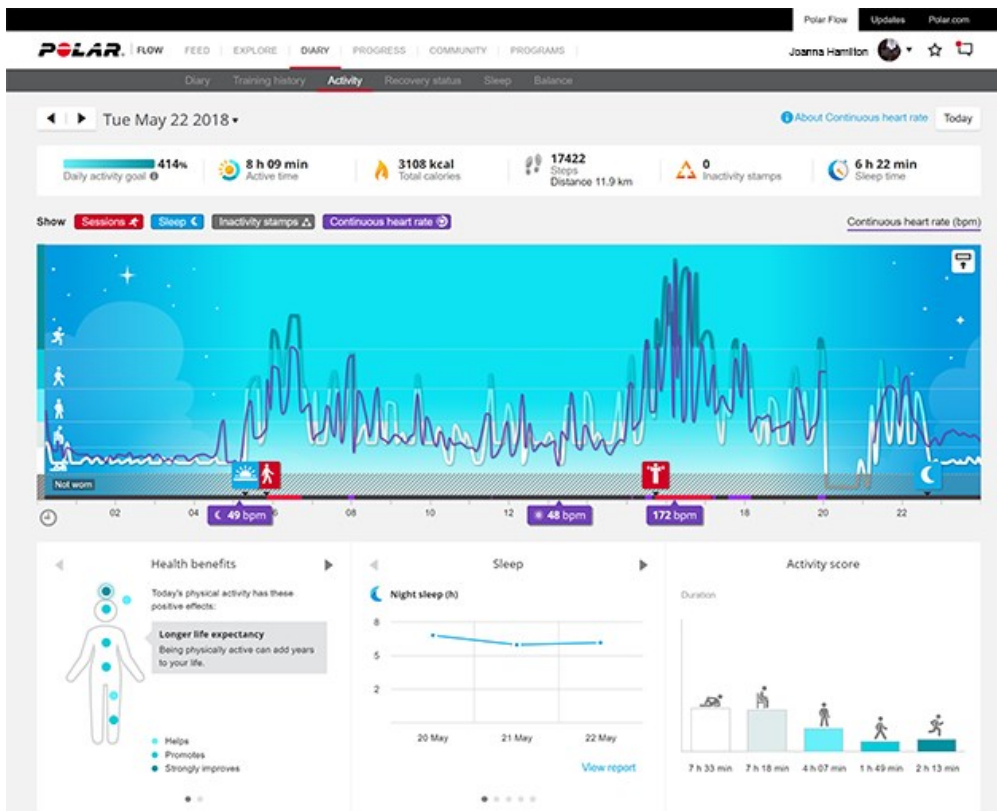 Polar Flow Updates Polar.com
POLAR. FLOW FEED EXPLORE DIARY PROGRESS COMMUNITY PROGRAMS Joanna Hamilton
Diary Training history Activity Recovery status Sleep Balance
Tue May 22 2018 About Continuous heart rate Today
414% Daily activity goal
8 h 09 min Active time
3108 kcal Total calories
17422 Steps
Distance 11.9 km
0 Inactivity stamps
6 h 22 min Sleep time
Show Sessions Sleep Inactivity stamps Continuous heart rate Continuous heart rate (bpm)
Not worn
02 04 6 08 10 12 18 20 22
49 bpm 48 bpm 172 bpm
Health benefits
Today's physical activity has these
positive effects:
Longer life expectancy
Being physically active can add years
to your life.
Helps
Promotes
Strongly improves
Sleep
Night sleep (h)
8
5
2
20 May 21 May 22 May
View report
Activity score
Duration
7 h 33 min 7 h 18 min 4 h 07 min 1 h 49 min 2 h 13 min